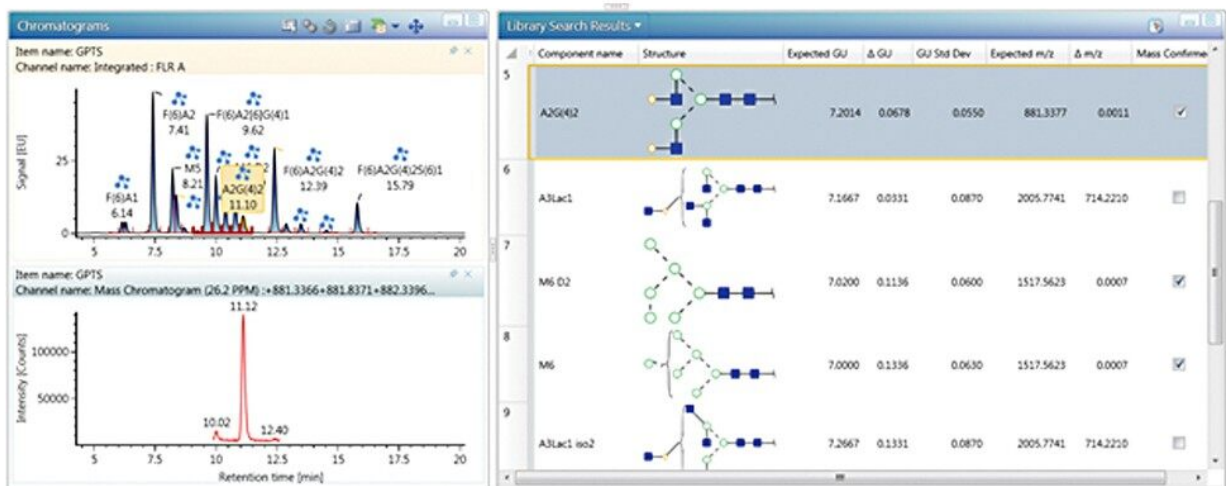 Chromatograms
Item name: GPTS
Channel name: Integrated : FLR A
Signal [EU]
25
0
F(6)A1
6.14
F(6)A2
7.41
M5
8.21
F(6)A2[6]G(4)1
9.62
A2G(4)2
11.10
F(6)A2G(4)2
12.39
F(6)A2G(4)2S(6)1
15.79
5 7.5 10 12.5 15 17.5 20
Item name: GPTS
Channel name: Mass Chromatogram (26.2 PPM) :+881.3366+881.8371+882.3396...
Intensity [Counts]
100000
50000
10.02
11.12
12.40
5 7.5 10 12.5 15 17.5 20
Retention time [min]
Library Search Results
Component name Structure Expected GU Δ GU GU Std Dev Expected m/z Δ m/z Mass Confirme
5
A2G(4)2 7.2014 0.0678 0.0550 881.3377 0.0011
6
A3Lac1 7.1667 0.0331 0.0870 2005.7741 714.2210
7
M6 D2 7.0200 0.1136 0.0600 1517.5623 0.0007
8
M6 7.0000 0.1336 0.0630 1517.5623 0.0007
9
A3Lac1 iso2 7.2667 0.1331 0.0870 2005.7741 714.2210